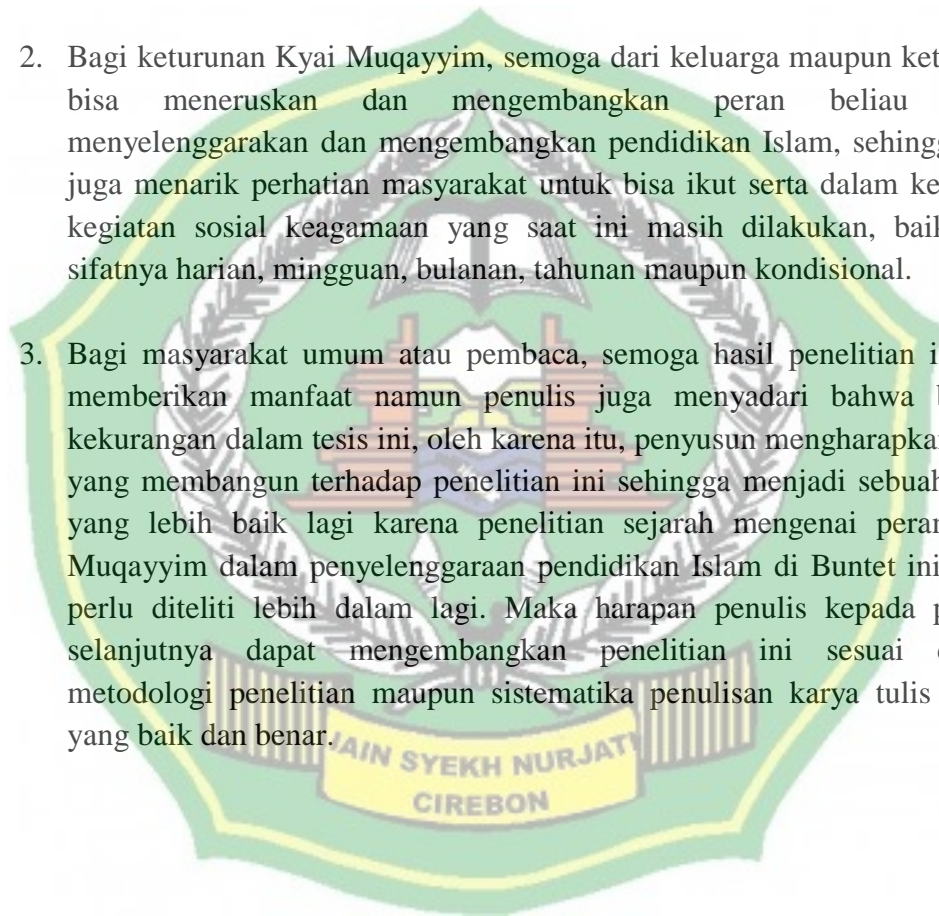 2. Bagi keturunan Kyai Muqayyim, semoga dari keluarga maupun
bisa meneruskan dan mengembangkan peran beliau
menyelenggarakan dan mengembangkan pendidikan Islam,
juga menarik perhatian masyarakat untuk bisa ikut serta dalam
kegiatan sosial keagamaan yang saat ini masih dilakukan, baik
sifatnya harian, mingguan, bulanan, tahunan maupun kondisional.
3. Bagi masyarakat umum atau pembaca, semoga hasil penelitian
memberikan manfaat namun penulis juga menyadari bahwa
kekurangan dalam tesis ini, oleh karena itu, penyusun mengharapka
yang membangun terhadap penelitian ini sehingga menjadi sebuah
yang lebih baik lagi karena penelitian sejarah mengenai peran
Muqayyim dalam penyelenggaraan pendidikan Islam di Buntet ini
perlu diteliti lebih dalam lagi. Maka harapan penulis kepada
selanjutnya dapat mengembangkan penelitian ini sesuai
metodologi penelitian maupun sistematika penulisan karya tulis
yang baik dan benar.
IAIN SYEKH NURJATI
CIREBON